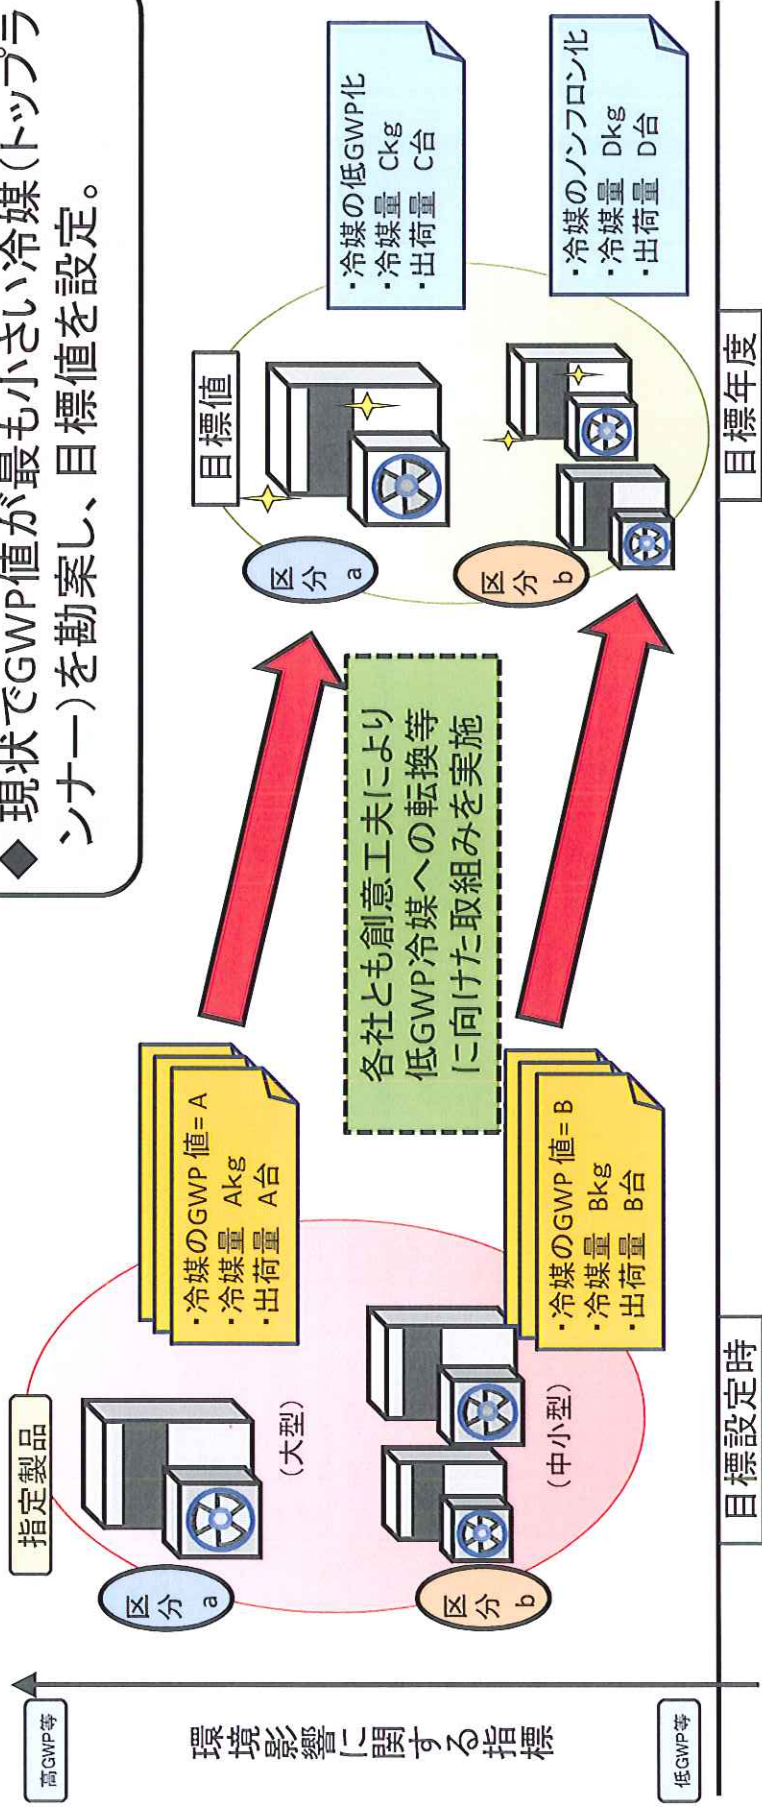 ◆ 現状でGWP値が最も小さい冷媒(トップラ
ンナー)を勘案し、目標値を設定。
高GWP等
環境影響に関する指標
低GWP等
指定製品
区分
a
(大型)
・冷媒のGWP 値= A
・冷媒量 Akg
・出荷量 A台
区分
b
(中小型)
・冷媒のGWP 値= B
・冷媒量 Bkg
・出荷量 B台
各社とも創意工夫により
低GWP冷媒への転換等
に向けた取組みを実施
目標値
区分
a
・冷媒の低GWP化
・冷媒量 Ckg
・出荷量 C台
区分
b
・冷媒のノンフロン化
・冷媒量 Dkg
・出荷量 D台
目標設定時
目標年度